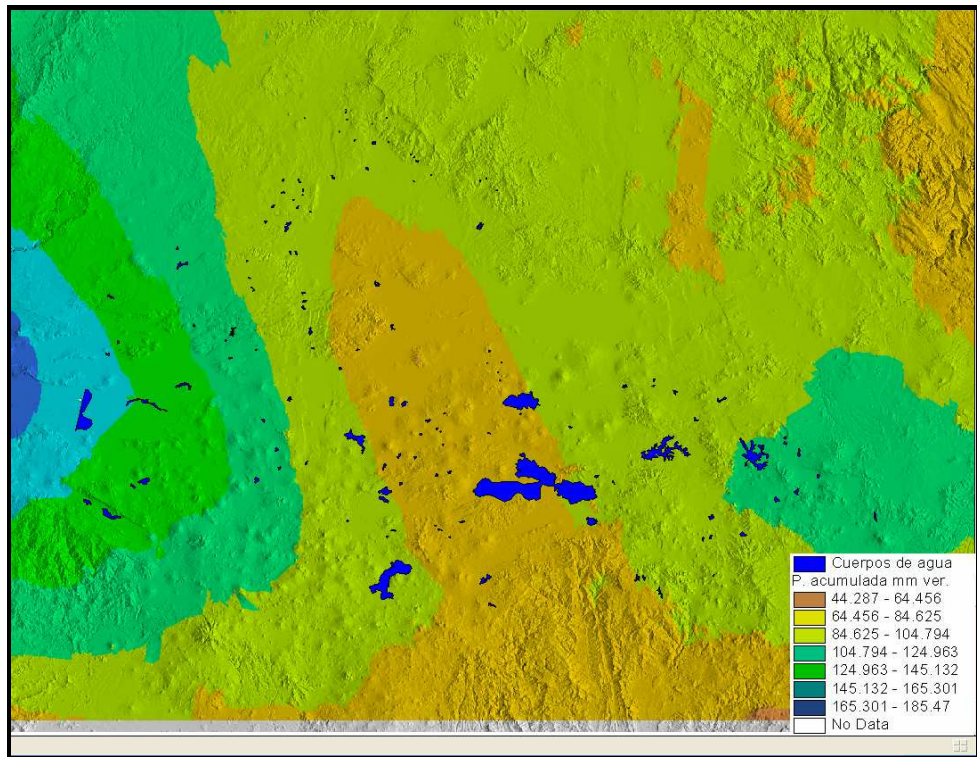 Cuerpos de agua
P. acumulada mm ver.
44.287 - 64.456
64.456 - 84.625
84.625 - 104.794
104.794 - 124.963
124.963 - 145.132
145.132 - 165.301
165.301 - 185.47
No Data